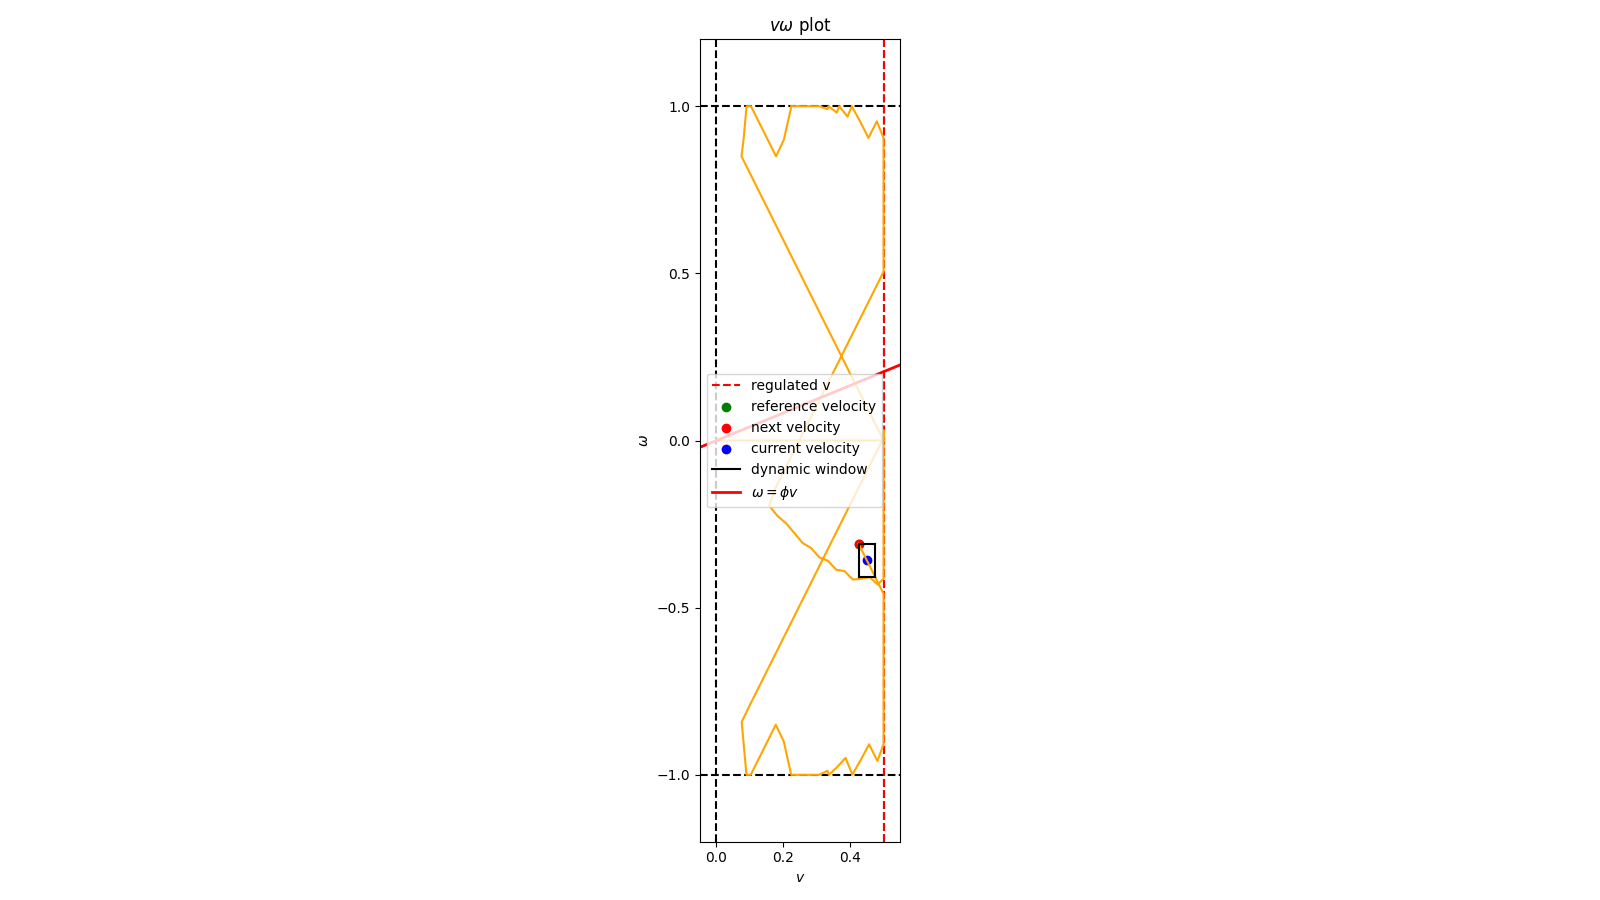 vω plot
1.0
0.5
0.0
−0.5
−1.0
ω
regulated v
reference velocity
next velocity
current velocity
dynamic window
ω = ϕv
0.0 0.2 0.4
v